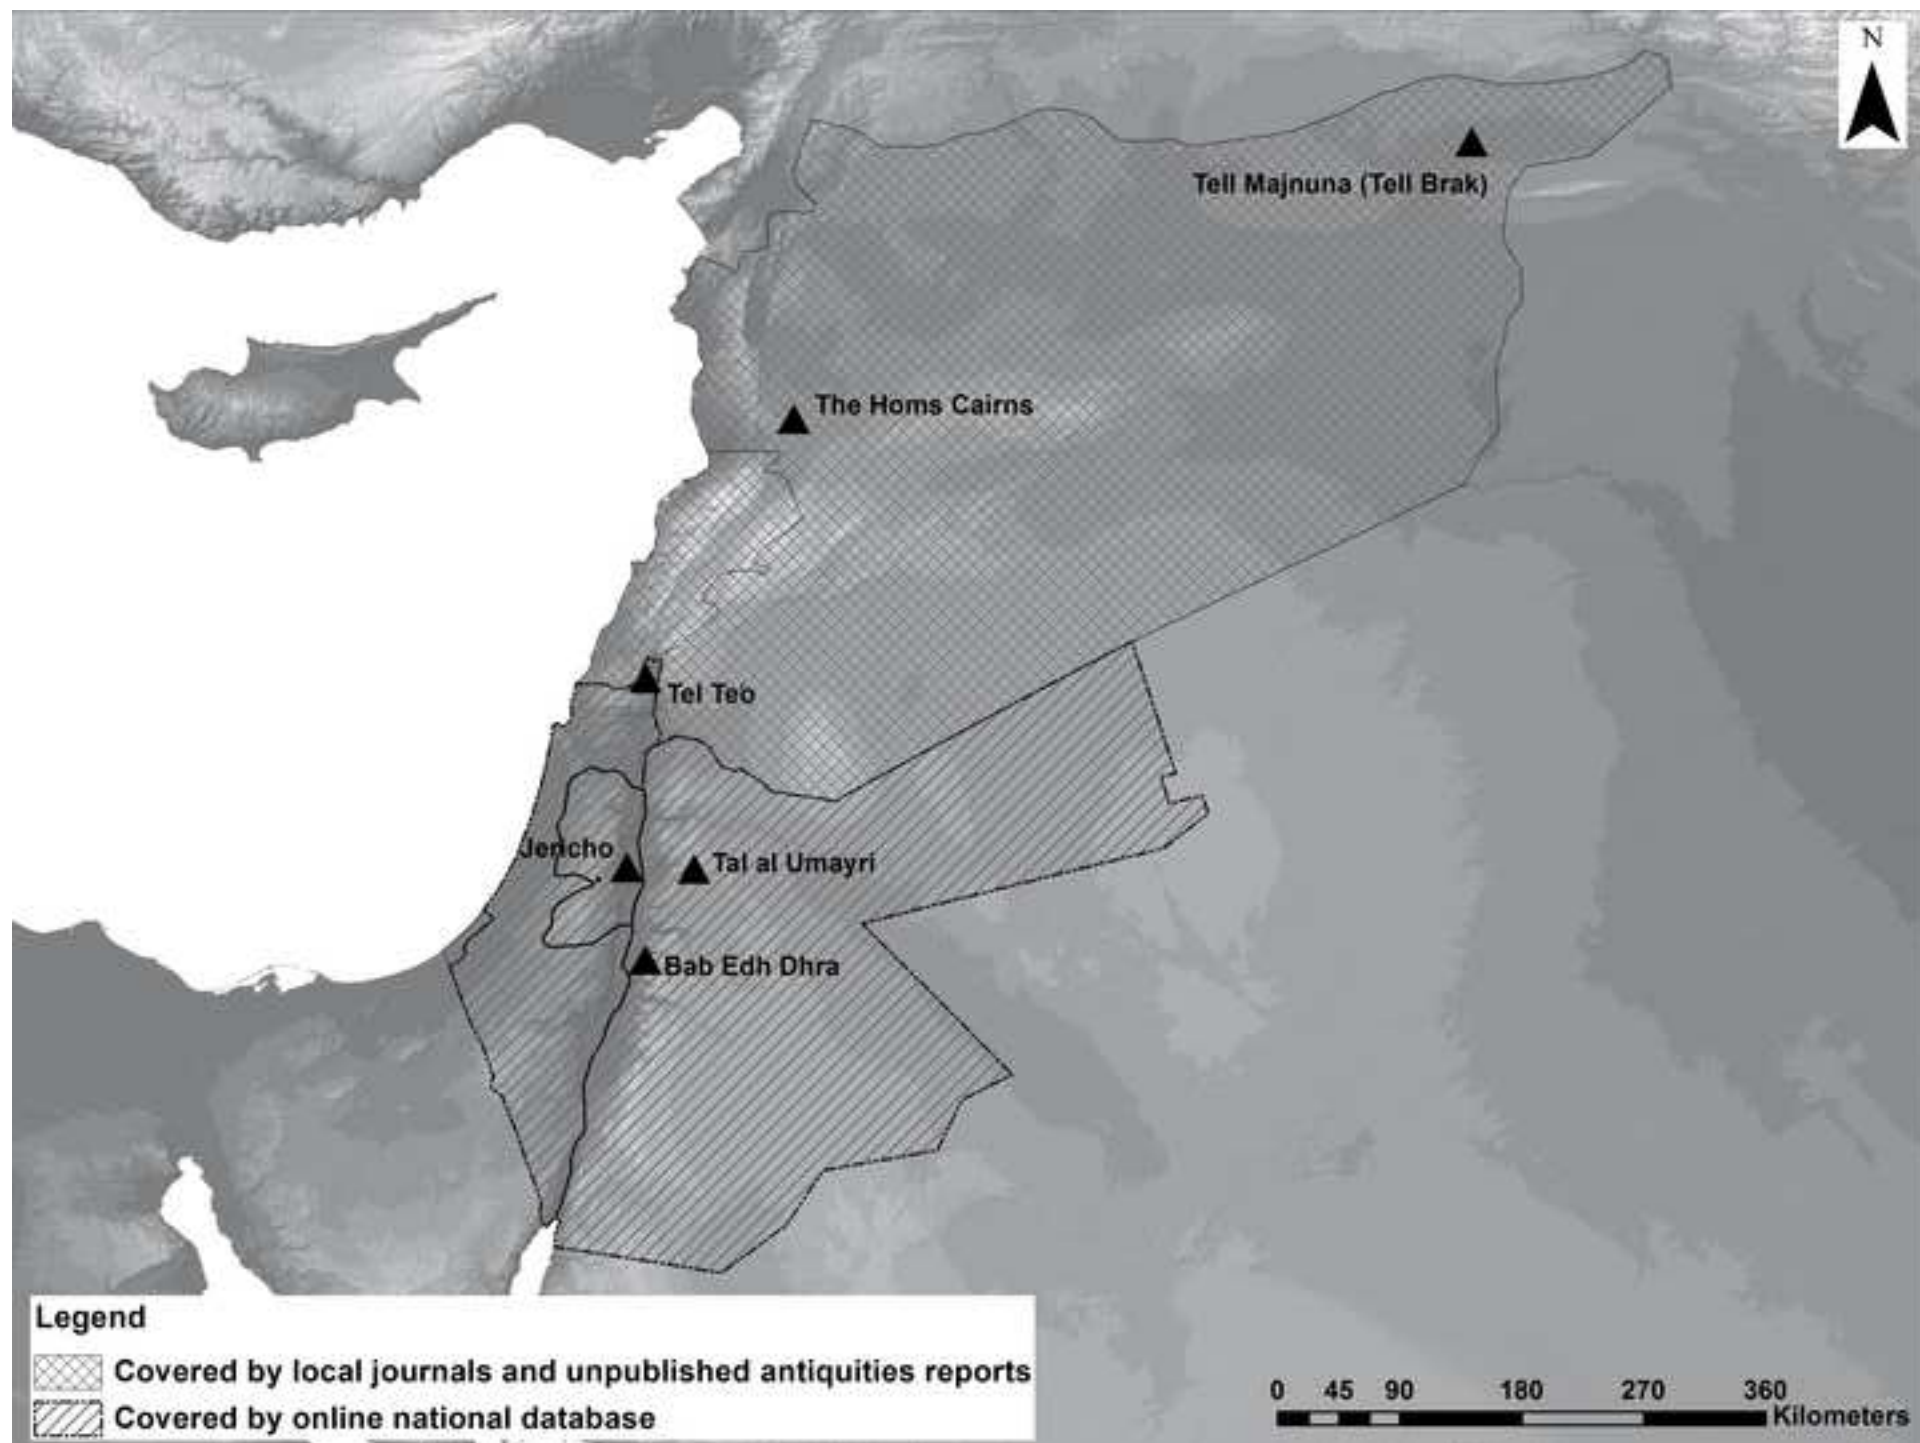 N
Tell Majnuna (Tell Brak)
The Homs Cairns
Tel Teo
Jericho
Tal al Umayri
Bab Edh Dhra
Legend
Covered by local journals and unpublished antiquities reports
Covered by online national database
0 45 90 180 270 360
Kilometers